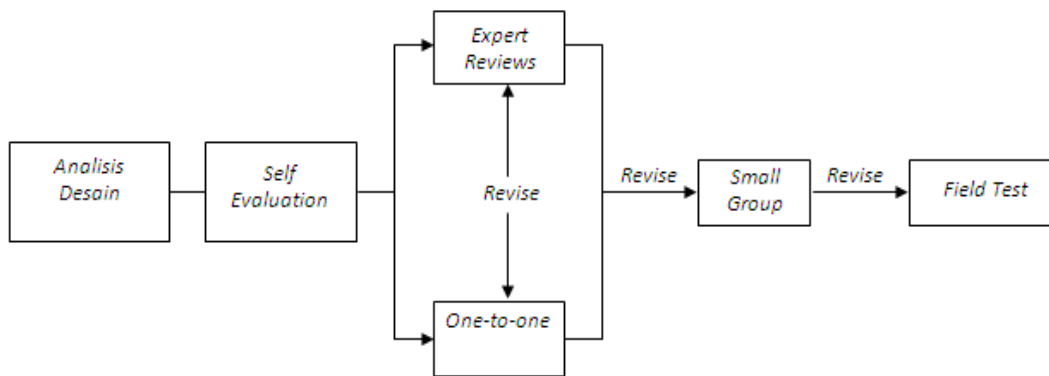 Expert
Reviews
Analisis
Desain
Self
Evaluation
Revise
Revise
Small
Group
Revise
Field Test
One-to-one